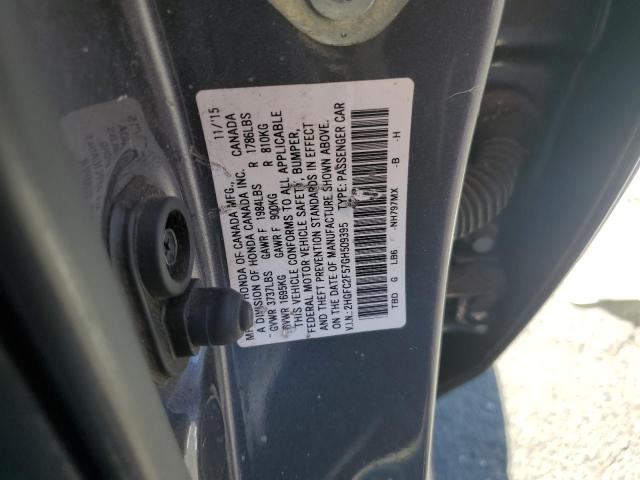 11/'15
MFD BY HONDA OF CANADA MFG., CANADA
A DIVISION OF HONDA CANADA INC.
GVWR 3737LBS GAWR F 1984LBS R 1786LBS
GVWR 1695KG GAWR F 900KG R 810KG
THIS VEHICLE CONFORMS TO ALL APPLICABLE
FEDERAL MOTOR VEHICLE SAFETY, BUMPER,
AND THEFT PREVENTION STANDARDS IN EFFECT
ON THE DATE OF MANUFACTURE SHOWN ABOVE.
V.I.N.: 2HGFC2F57GH509395 TYPE: PASSENGER CAR
TBD G LBB -NH797MX -B -H